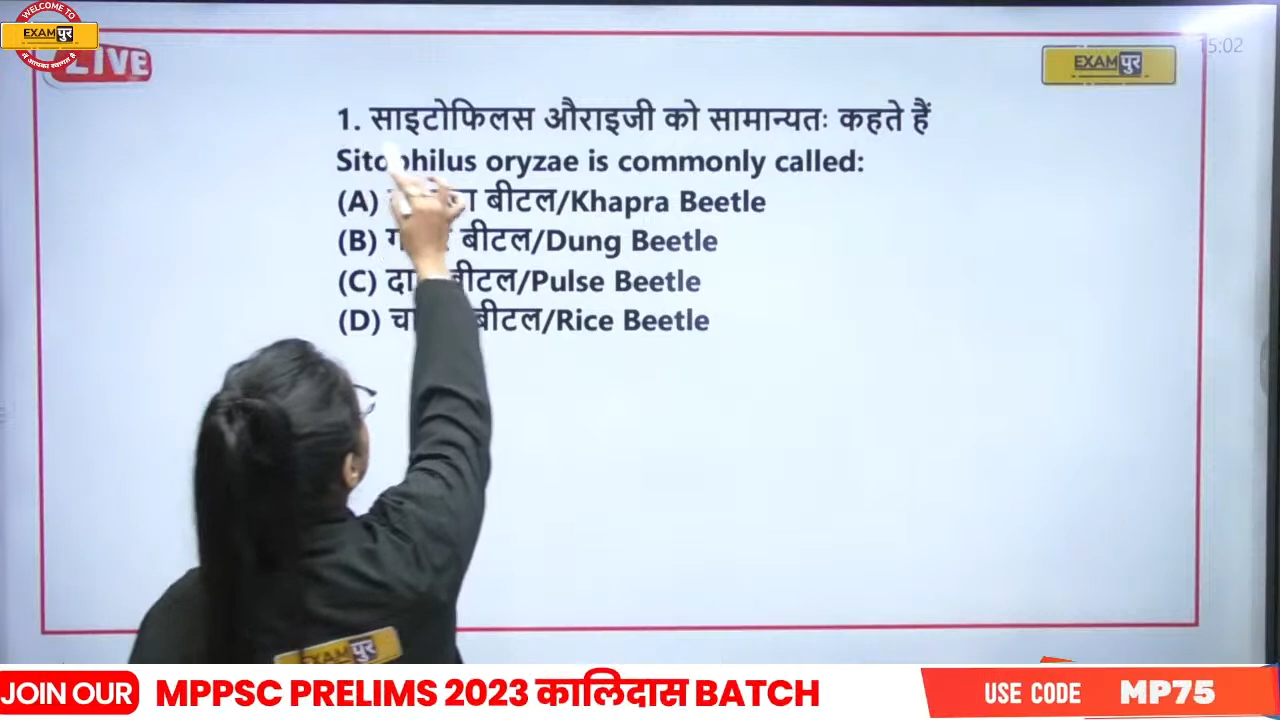 WELCOME TO
EXAMपुर
में आपका स्वागत है
LIVE
EXAMपुर
15:02
1. साइटोफिलस औराइजी को सामान्यतः कहते हैं
Sitophilus oryzae is commonly called:
(A) बीटल/Khapra Beetle
(B) बीटल/Dung Beetle
(C) बीटल/Pulse Beetle
(D) बीटल/Rice Beetle
EXAMपुर
JOIN OUR MPPSC PRELIMS 2023 कालिदास BATCH
USE CODE MP75